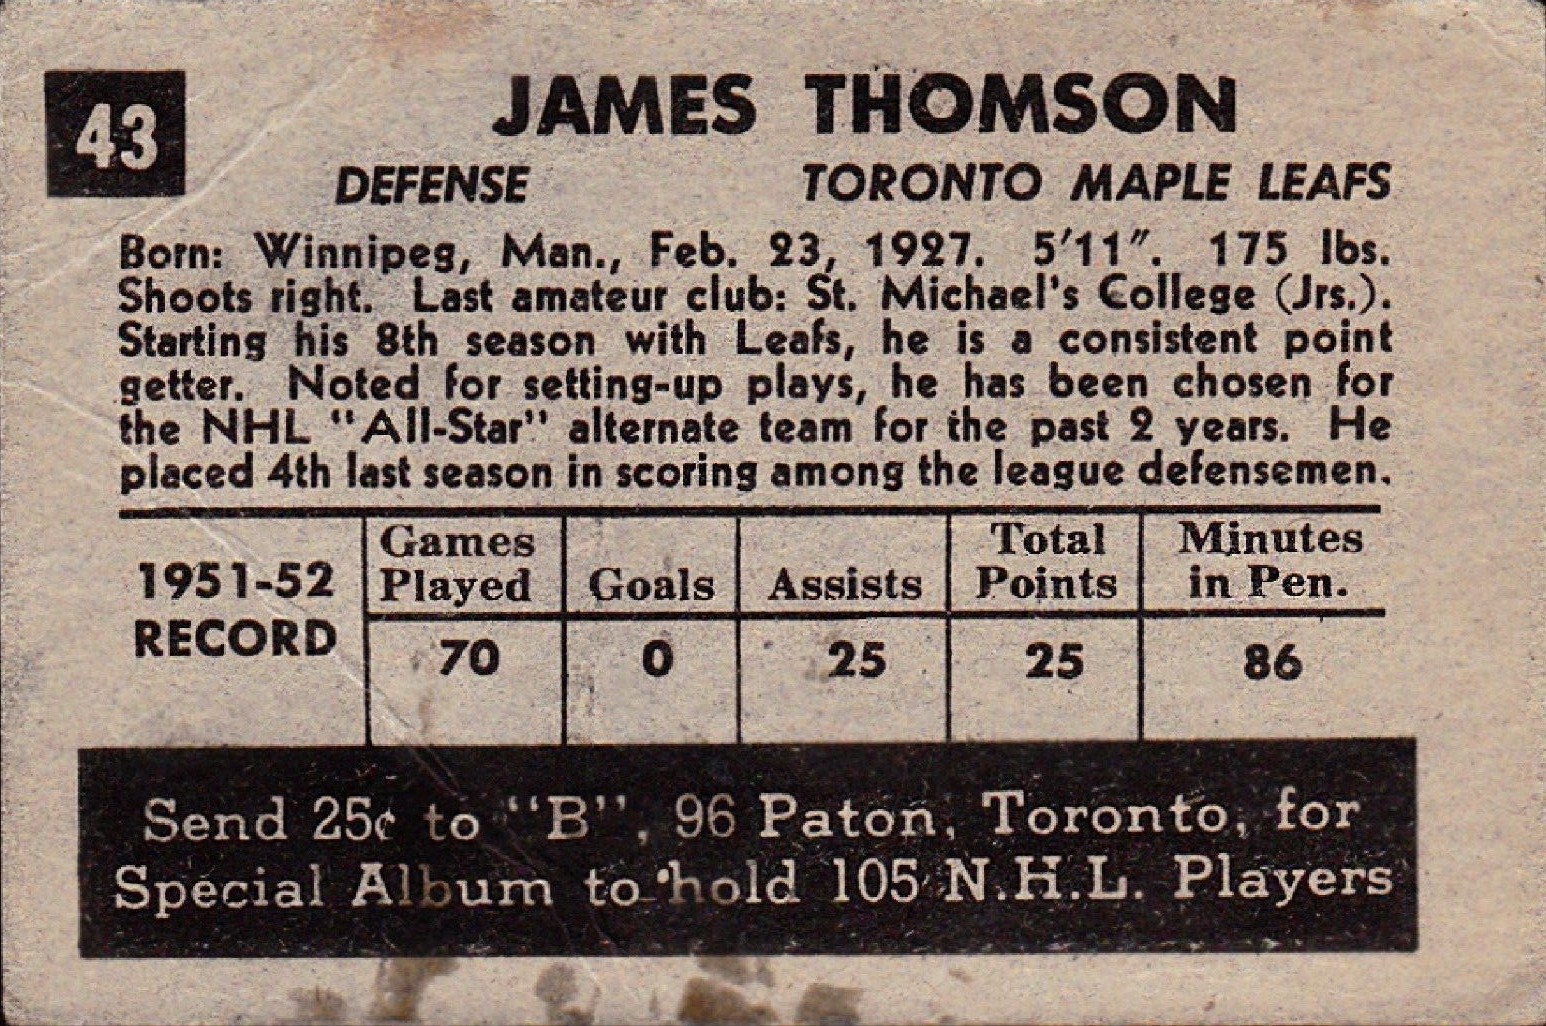 43
JAMES THOMSON
DEFENSE TORONTO MAPLE LEAFS
Born: Winnipeg, Man., Feb. 23, 1927. 5'11". 175 lbs.
Shoots right. Last amateur club: St. Michael's College (Jrs.).
Starting his 8th season with Leafs, he is a consistent point
getter. Noted for setting-up plays, he has been chosen for
the NHL "All-Star" alternate team for the past 2 years. He
placed 4th last season in scoring among the league defensemen.
1951-52 RECORD
Games Played Goals Assists Total Points Minutes in Pen.
70 0 25 25 86
Send 25¢ to "B", 96 Paton, Toronto, for
Special Album to hold 105 N.H.L. Players